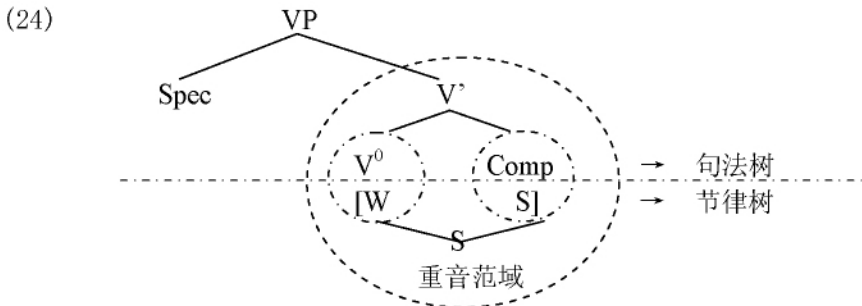 (24)
VP
Spec
V’
V⁰ Comp → 句法树
[W S] → 节律树
S
重音范域